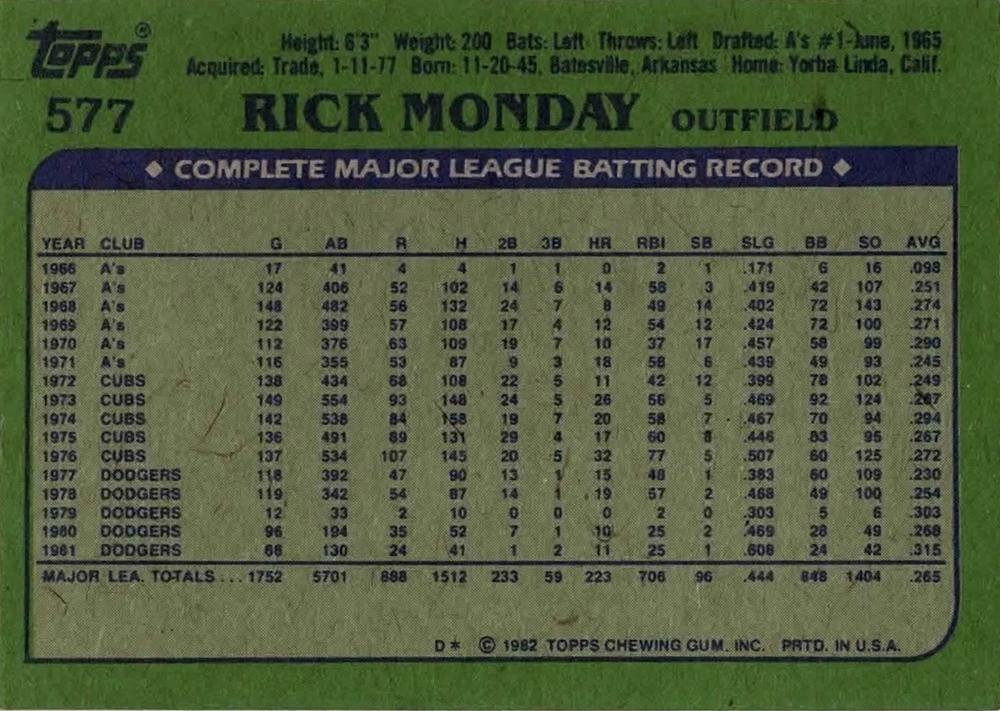 Topps®
Height: 6'3" Weight: 200 Bats: Left Throws: Left Drafted: A's #1-June, 1965
Acquired: Trade, 1-11-77 Born: 11-20-45, Batesville, Arkansas Home: Yorba Linda, Calif.
577 RICK MONDAY OUTFIELD
◆ COMPLETE MAJOR LEAGUE BATTING RECORD ◆
YEAR CLUB G AB R H 2B 3B HR RBI SB SLG BB SO AVG
1966 A's 17 41 4 4 1 1 0 2 1 .171 6 16 .098
1967 A's 124 406 52 102 14 6 14 58 3 .419 42 107 .251
1968 A's 148 482 56 132 24 7 8 49 14 .402 72 143 .274
1969 A's 122 399 57 108 17 4 12 54 12 .424 72 100 .271
1970 A's 112 376 63 109 19 7 10 37 17 .457 58 99 .290
1971 A's 116 355 53 87 9 3 18 56 6 .439 49 93 .245
1972 CUBS 138 434 68 108 22 5 11 42 12 .399 78 102 .249
1973 CUBS 149 554 93 148 24 5 26 56 5 .469 92 124 .267
1974 CUBS 142 538 84 158 19 7 20 58 7 .467 70 94 .294
1975 CUBS 136 491 89 131 29 4 17 60 8 .446 83 95 .267
1976 CUBS 137 534 107 145 20 5 32 77 5 .507 60 125 .272
1977 DODGERS 118 392 47 90 13 1 15 48 1 .383 60 109 .230
1978 DODGERS 119 342 54 87 14 1 19 57 2 .468 49 100 .254
1979 DODGERS 12 33 2 10 0 0 0 2 0 .303 5 6 .303
1980 DODGERS 96 194 35 52 7 1 10 25 2 .469 28 49 .268
1981 DODGERS 66 130 24 41 1 2 11 25 1 .608 24 42 .315
MAJOR LEA. TOTALS ... 1752 5701 888 1512 233 59 223 706 96 .444 848 1404 .265
D* © 1982 TOPPS CHEWING GUM, INC. PRTD. IN U.S.A.